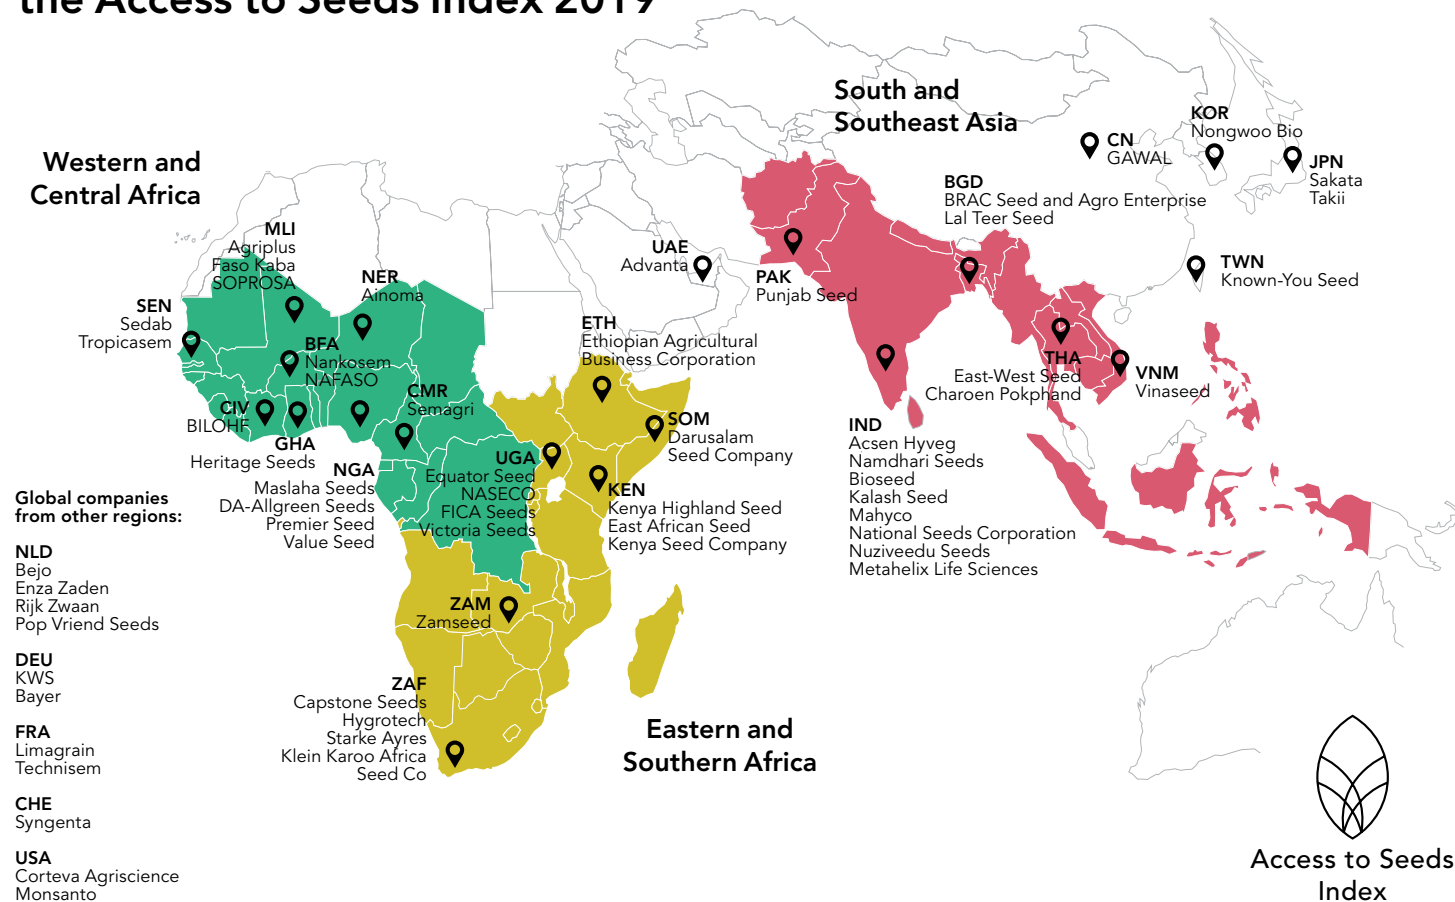 the Access to Seeds Index 2019
Western and
Central Africa
South and
Southeast Asia
KOR
Nongwoo Bio
CN
GAWAL
JPN
Sakata
Takii
BGD
BRAC Seed and Agro Enterprise
Lal Teer Seed
MLI
Agriplus
Faso Kaba
SOPROSA
NER
Ainoma
UAE
Advanta
PAK
Punjab Seed
TWN
Known-You Seed
SEN
Sedab
Tropicasem
BFA
Nankosem
NAFASO
ETH
Ethiopian Agricultural
Business Corporation
THA
East-West Seed
Charoen Pokphand
VNM
Vinaseed
CMR
Semagri
CIV
BILOHF
GHA
Heritage Seeds
SOM
Darusalam
Seed Company
IND
Acsen Hyveg
Namdhari Seeds
Bioseed
Kalash Seed
Mahyco
National Seeds Corporation
Nuziveedu Seeds
Metahelix Life Sciences
NGA
Maslaha Seeds
DA-Allgreen Seeds
Premier Seed
Value Seed
UGA
Equator Seed
NASECO
FICA Seeds
Victoria Seeds
KEN
Kenya Highland Seed
East African Seed
Kenya Seed Company
Global companies
from other regions:
NLD
Bejo
Enza Zaden
Rijk Zwaan
Pop Vriend Seeds
DEU
KWS
Bayer
FRA
Limagrain
Technisem
CHE
Syngenta
USA
Corteva Agriscience
Monsanto
ZAM
Zamseed
ZAF
Capstone Seeds
Hygrotech
Starke Ayres
Klein Karoo Africa
Seed Co
Eastern and
Southern Africa
Access to Seeds
Index